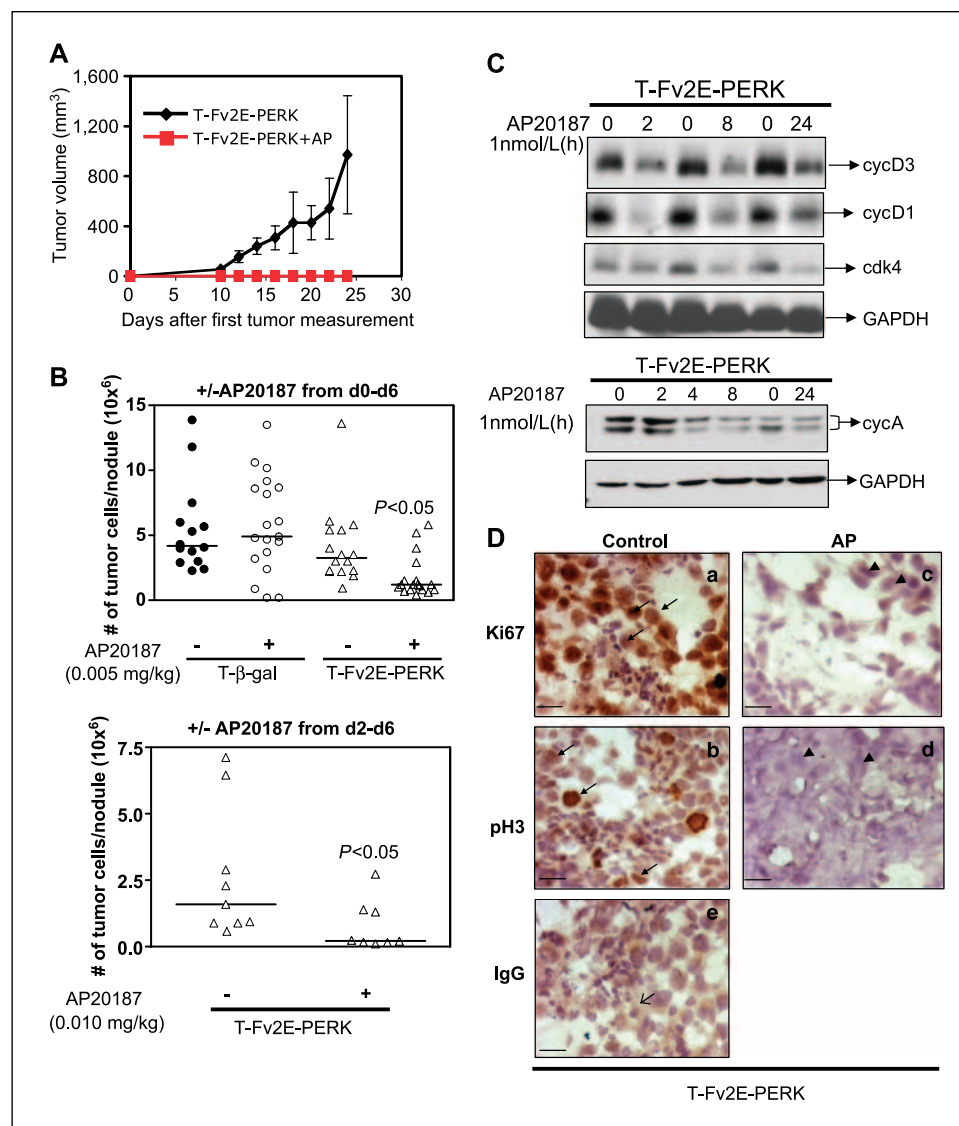 A
Tumor volume (mm³)
1,600
1,200
800
400
0
T-Fv2E-PERK
T-Fv2E-PERK+AP
0 5 10 15 20 25 30
Days after first tumor measurement
B
+/-AP20187 from d0-d6
# of tumor cells/nodule (10x⁶)
15
10
5
0
P<0.05
- + - +
AP20187
(0.005 mg/kg)
T-β-gal T-Fv2E-PERK
+/- AP20187 from d2-d6
# of tumor cells/nodule (10x⁶)
7.5
5.0
2.5
0.0
P<0.05
- +
AP20187
(0.010 mg/kg)
T-Fv2E-PERK
C
T-Fv2E-PERK
AP20187 0 2 0 8 0 24
1nmol/L(h)
cycD3
cycD1
cdk4
GAPDH
T-Fv2E-PERK
AP20187 0 2 4 8 0 24
1nmol/L(h)
cycA
GAPDH
D
Control AP
Ki67 a c
pH3 b d
IgG e
T-Fv2E-PERK